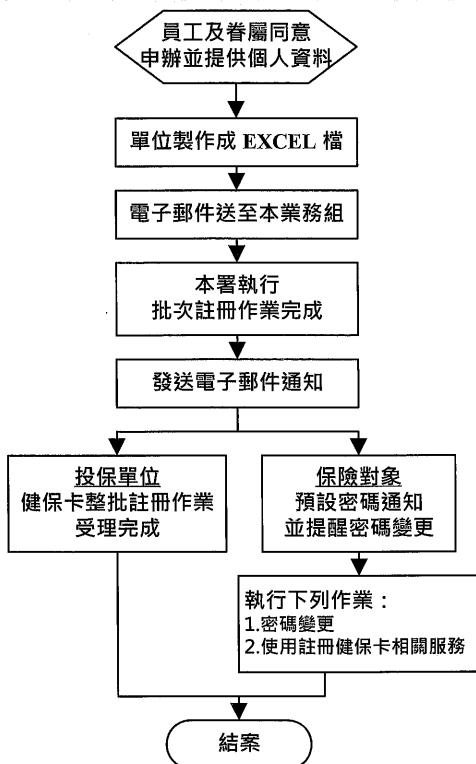 員工及眷屬同意
申辦並提供個人資料
單位製作成 EXCEL 檔
電子郵件送至本業務組
本署執行
批次註冊作業完成
發送電子郵件通知
投保單位
健保卡整批註冊作業
受理完成
保險對象
預設密碼通知
並提醒密碼變更
執行下列作業：
1.密碼變更
2.使用註冊健保卡相關服務
結案